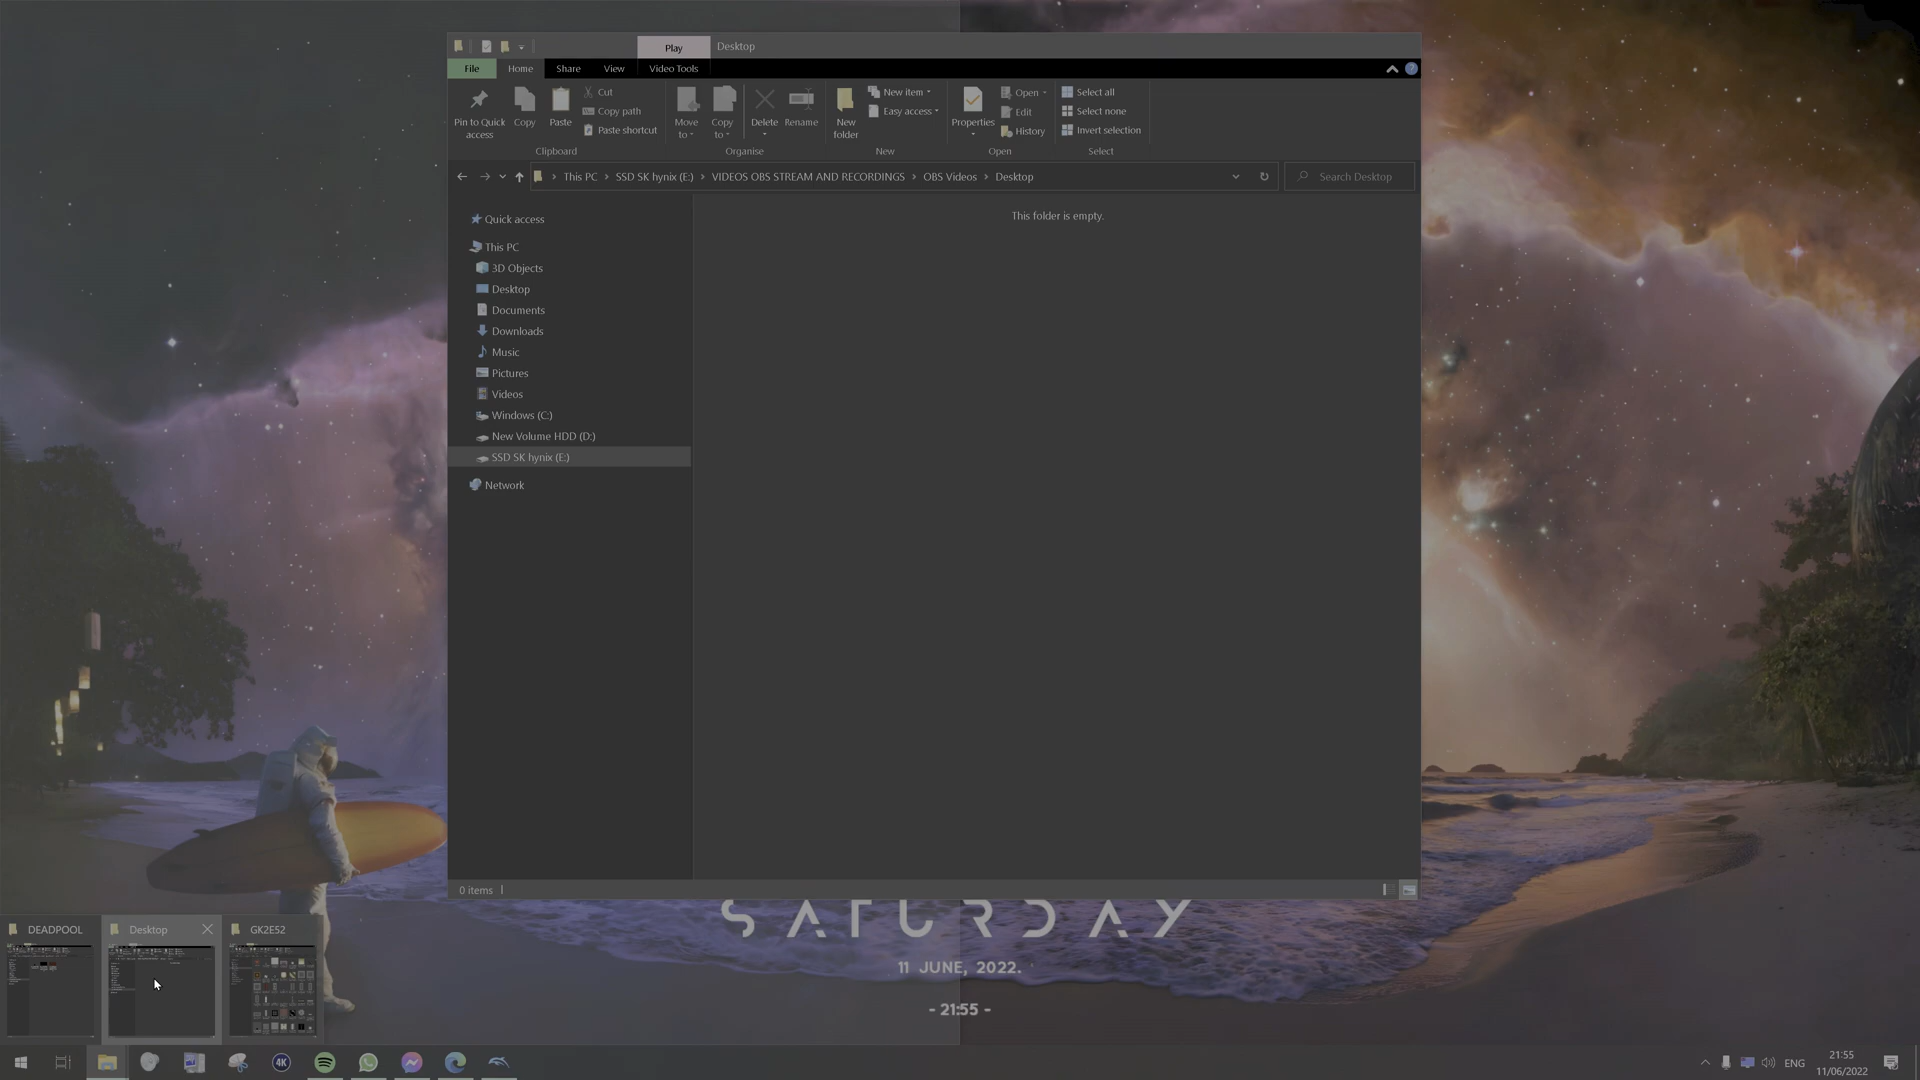 Play
Desktop
File
Home
Share
View
Video Tools
Pin to Quick access
Copy
Paste
Cut
Copy path
Paste shortcut
Move to
Copy to
Delete
Rename
New folder
New item
Easy access
Properties
Open
Edit
History
Select all
Select none
Invert selection
Clipboard
Organise
New
Open
Select
This PC > SSD SK hynix (E:) > VIDEOS OBS STREAM AND RECORDINGS > OBS Videos > Desktop
Search Desktop
Quick access
This PC
3D Objects
Desktop
Documents
Downloads
Music
Pictures
Videos
Windows (C:)
New Volume HDD (D:)
SSD SK hynix (E:)
Network
This folder is empty.
0 items
SATURDAY
11 JUNE, 2022.
- 21:55 -
DEADPOOL
Desktop
GK2E52
4K
ENG
21:55
11/06/2022